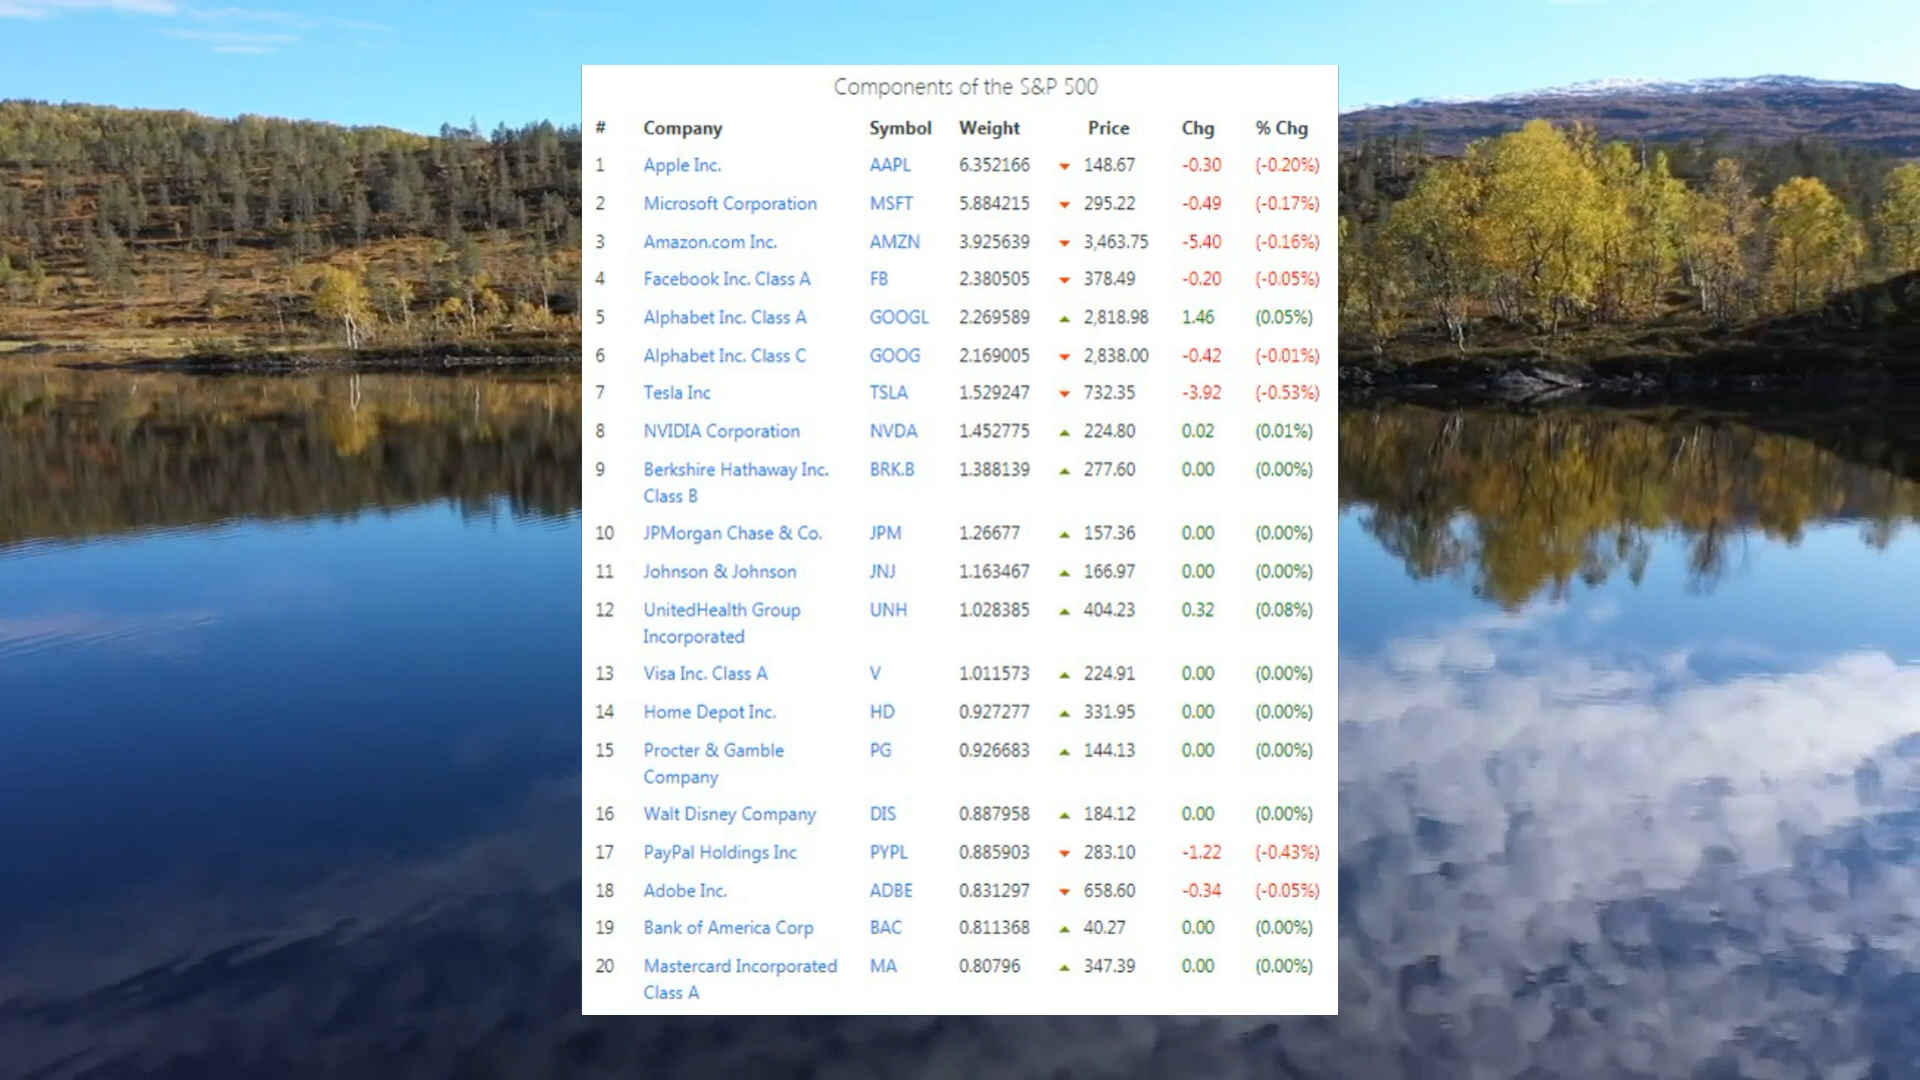 Components of the S&P 500
# Company Symbol Weight Price Chg % Chg
1 Apple Inc. AAPL 6.352166 148.67 -0.30 (-0.20%)
2 Microsoft Corporation MSFT 5.884215 295.22 -0.49 (-0.17%)
3 Amazon.com Inc. AMZN 3.925639 3,463.75 -5.40 (-0.16%)
4 Facebook Inc. Class A FB 2.380505 378.49 -0.20 (-0.05%)
5 Alphabet Inc. Class A GOOGL 2.269589 2,818.98 1.46 (0.05%)
6 Alphabet Inc. Class C GOOG 2.169005 2,838.00 -0.42 (-0.01%)
7 Tesla Inc TSLA 1.529247 732.35 -3.92 (-0.53%)
8 NVIDIA Corporation NVDA 1.452775 224.80 0.02 (0.01%)
9 Berkshire Hathaway Inc. BRK.B 1.388139 277.60 0.00 (0.00%)
Class B
10 JPMorgan Chase & Co. JPM 1.26677 157.36 0.00 (0.00%)
11 Johnson & Johnson JNJ 1.163467 166.97 0.00 (0.00%)
12 UnitedHealth Group UNH 1.028385 404.23 0.32 (0.08%)
Incorporated
13 Visa Inc. Class A V 1.011573 224.91 0.00 (0.00%)
14 Home Depot Inc. HD 0.927277 331.95 0.00 (0.00%)
15 Procter & Gamble PG 0.926683 144.13 0.00 (0.00%)
Company
16 Walt Disney Company DIS 0.887958 184.12 0.00 (0.00%)
17 PayPal Holdings Inc PYPL 0.885903 283.10 -1.22 (-0.43%)
18 Adobe Inc. ADBE 0.831297 658.60 -0.34 (-0.05%)
19 Bank of America Corp BAC 0.811368 40.27 0.00 (0.00%)
20 Mastercard Incorporated MA 0.80796 347.39 0.00 (0.00%)
Class A